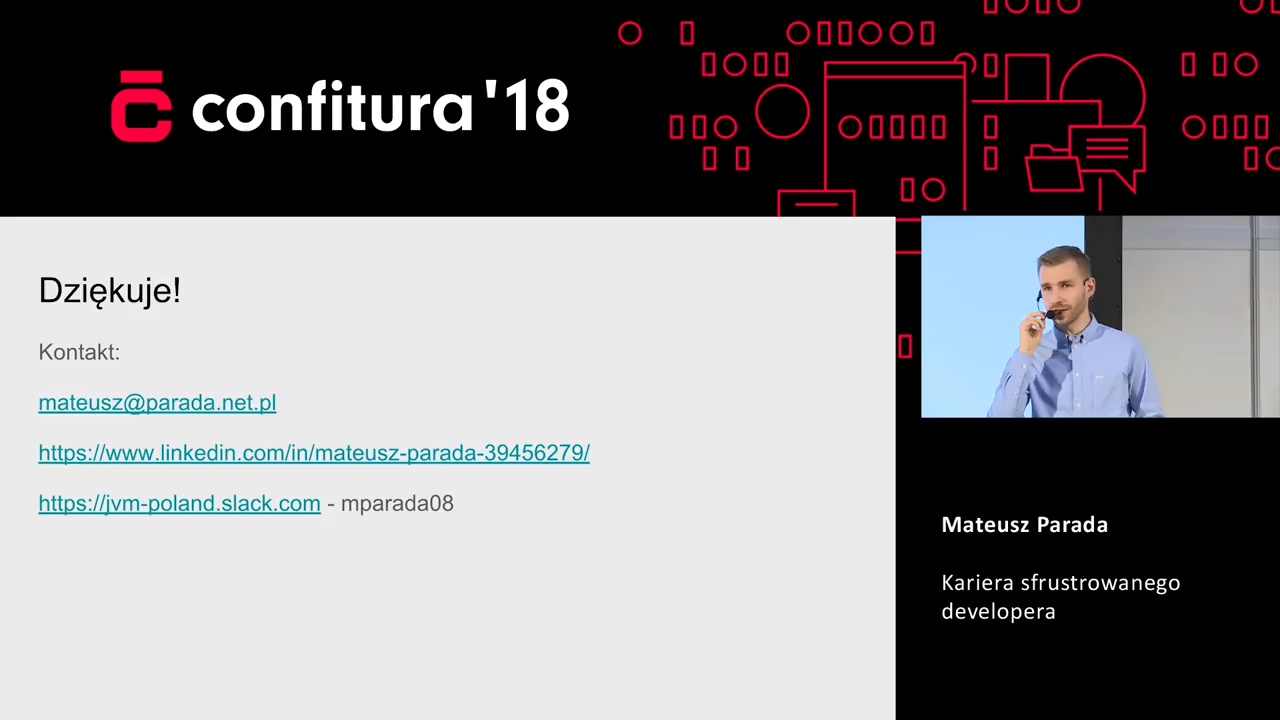 confitura '18
Dziękuje!
Kontakt:
mateusz@parada.net.pl
https://www.linkedin.com/in/mateusz-parada-39456279/
https://jvm-poland.slack.com - mparada08
Mateusz Parada
Kariera sfrustrowanego
developera